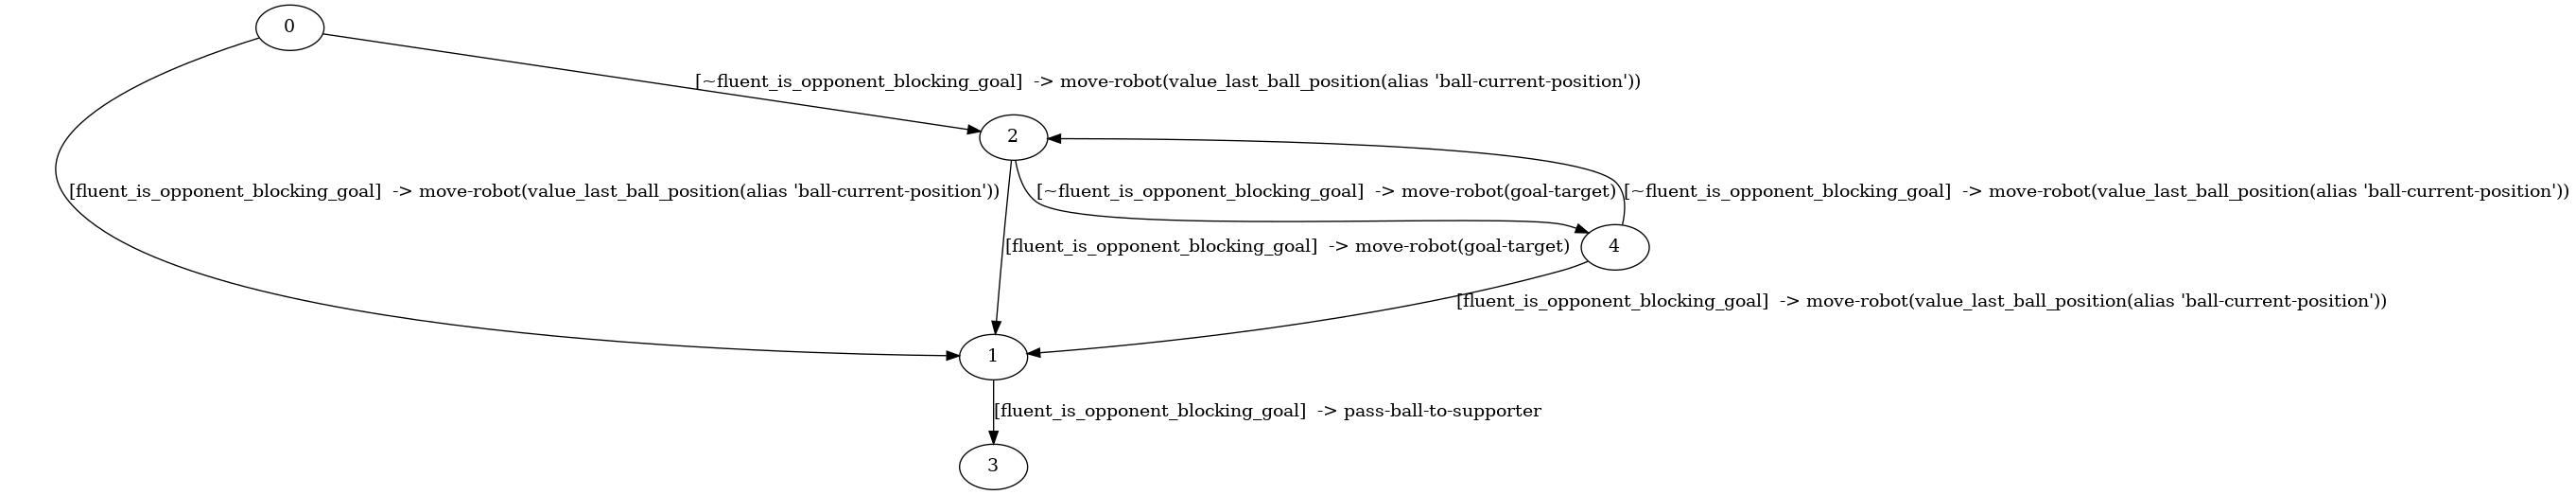 0
[~fluent_is_opponent_blocking_goal]  -> move-robot(value_last_ball_position(alias 'ball-current-position'))
2
[fluent_is_opponent_blocking_goal]  -> move-robot(value_last_ball_position(alias 'ball-current-position'))
[~fluent_is_opponent_blocking_goal]  -> move-robot(goal-target)
[~fluent_is_opponent_blocking_goal]  -> move-robot(value_last_ball_position(alias 'ball-current-position'))
[fluent_is_opponent_blocking_goal]  -> move-robot(goal-target)
4
[fluent_is_opponent_blocking_goal]  -> move-robot(value_last_ball_position(alias 'ball-current-position'))
1
[fluent_is_opponent_blocking_goal]  -> pass-ball-to-supporter
3